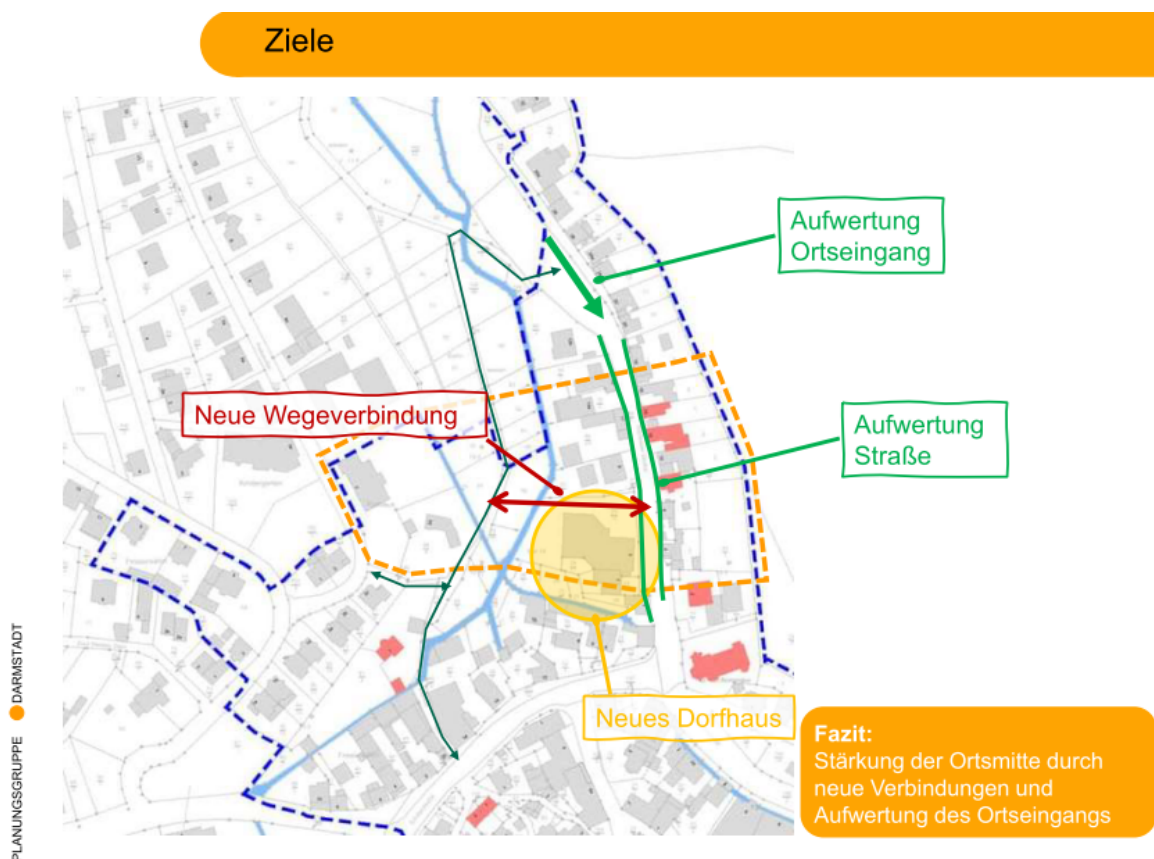 Ziele
Aufwertung
Ortseingang
Neue Wegeverbindung
Aufwertung
Straße
Kindergarten
Neues Dorfhaus
Fazit:
Stärkung der Ortsmitte durch
neue Verbindungen und
Aufwertung des Ortseingangs
PLANUNGSGRUPPE DARMSTADT